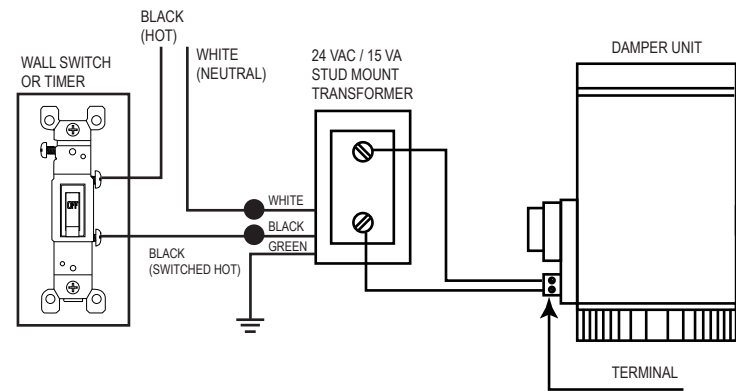 BLACK
(HOT)
WHITE
(NEUTRAL)
WALL SWITCH
OR TIMER
24 VAC / 15 VA
STUD MOUNT
TRANSFORMER
DAMPER UNIT
OFF
WHITE
BLACK
GREEN
BLACK
(SWITCHED HOT)
TERMINAL